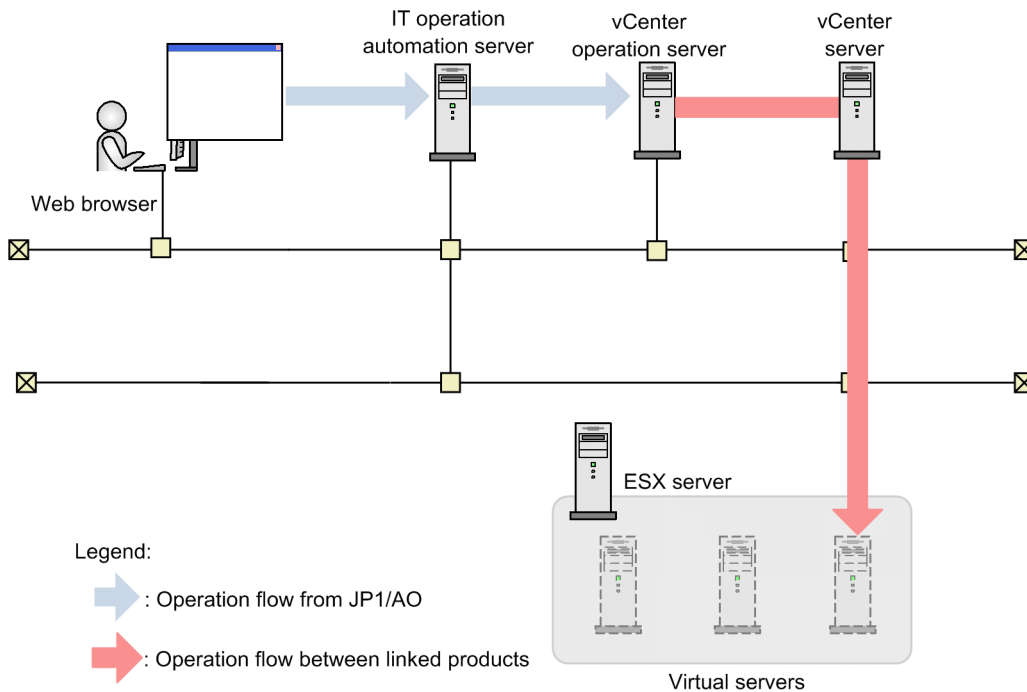 IT operation
automation server
vCenter
operation server
vCenter
server
Web browser
ESX server
Legend:
: Operation flow from JP1/AO
: Operation flow between linked products
Virtual servers